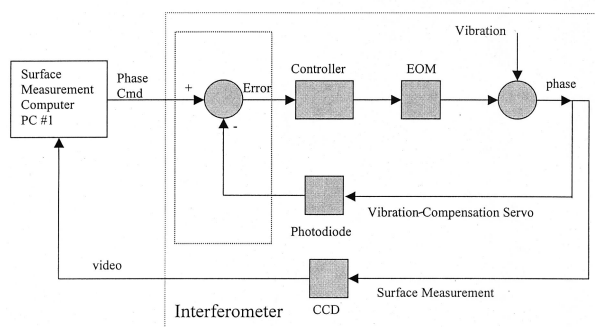 Vibration
Surface
Measurement
Computer
PC #1
Phase
Cmd
+
Error
-
Controller
EOM
phase
Photodiode
Vibration-Compensation Servo
video
CCD
Surface Measurement
Interferometer